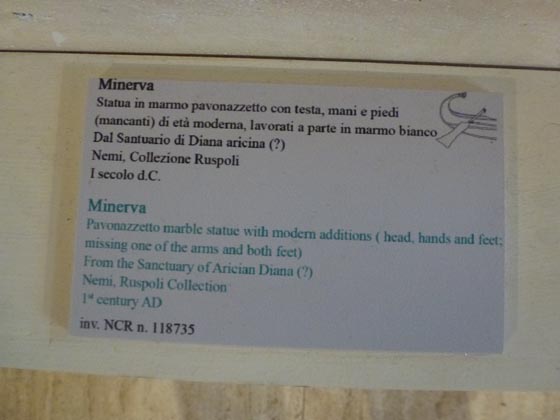 Minerva
Statua in marmo pavonazzetto con testa, mani e piedi
(mancanti) di età moderna, lavorati a parte in marmo bianco
Dal Santuario di Diana aricina (?)
Nemi, Collezione Ruspoli
I secolo d.C.
Minerva
Pavonazzetto marble statue with modern additions ( head, hands and feet;
missing one of the arms and both feet)
From the Sanctuary of Arician Diana (?)
Nemi, Ruspoli Collection
1st century AD
inv. NCR n. 118735